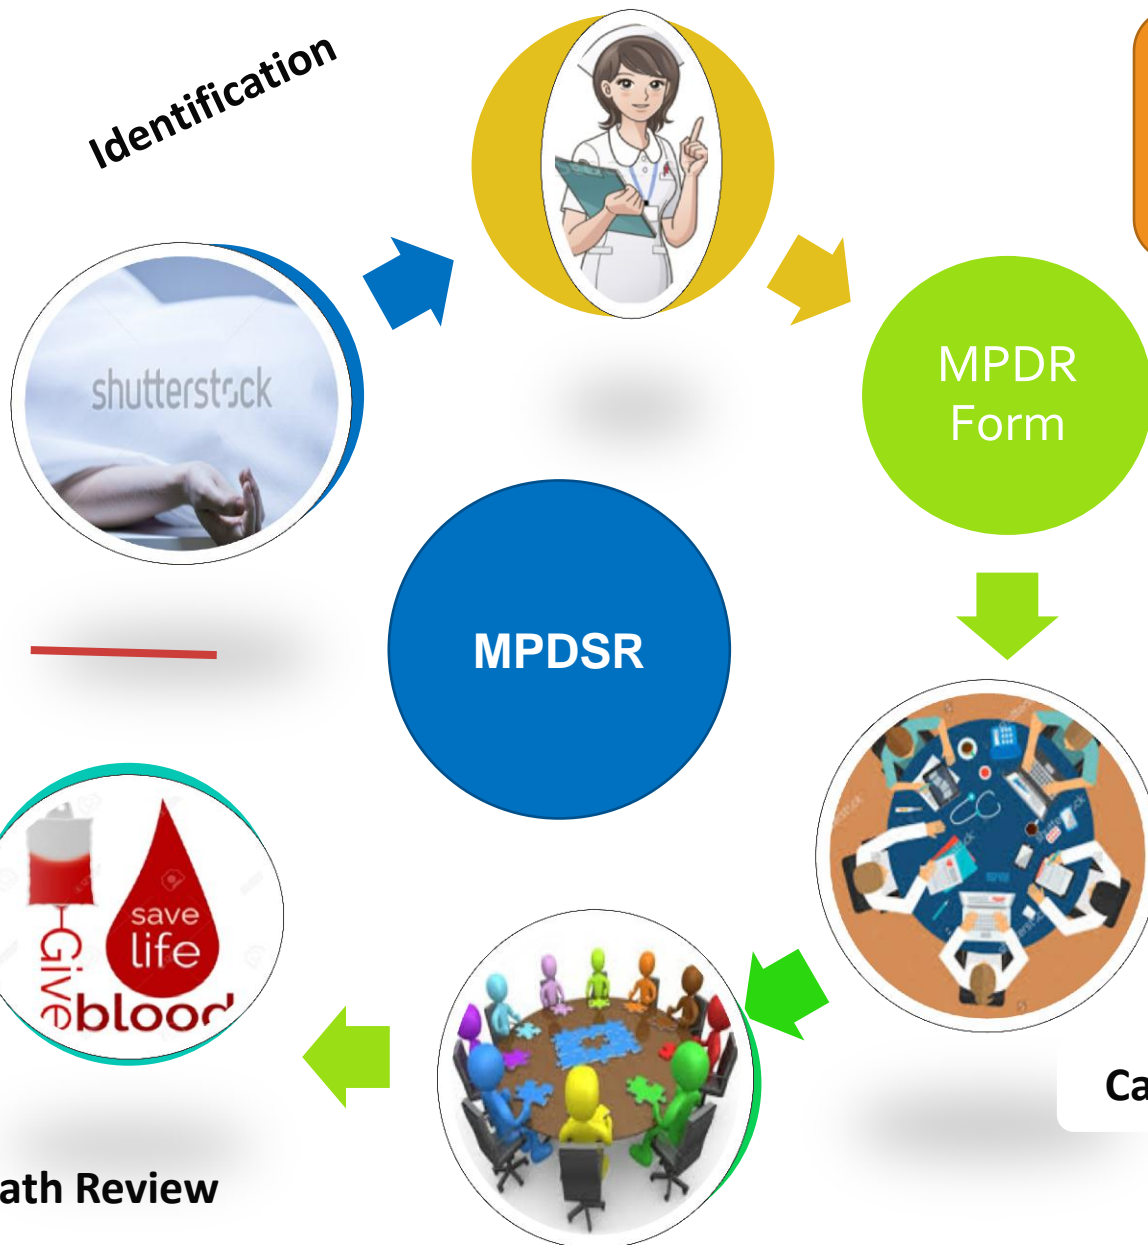 Identification
shutterstock
MPDR
Form
MPDSR
save
life
Give
blood
Ca
ath Review